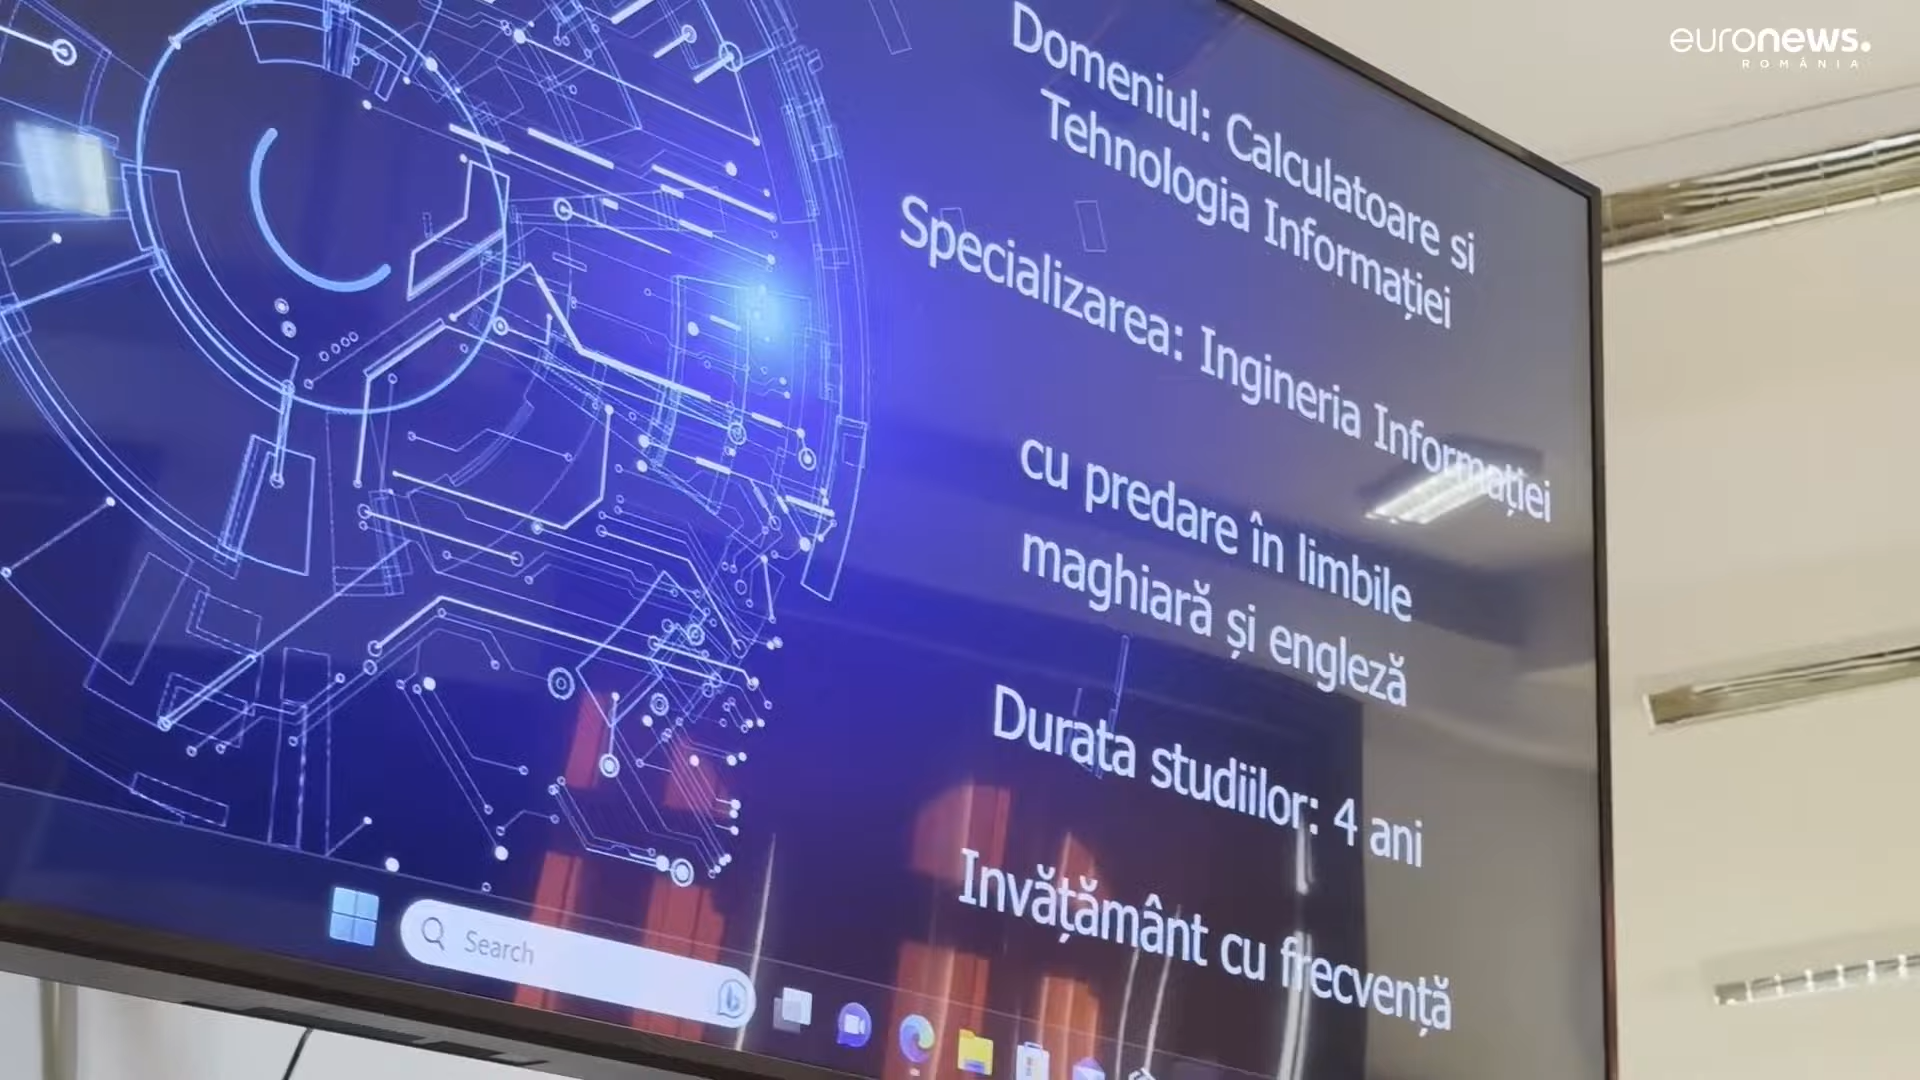 euronews.
ROMÂNIA
Domeniul: Calculatoare si
Tehnologia Informației
Specializarea: Ingineria Informației
cu predare în limbile
maghiară și engleză
Durata studiilor: 4 ani
Invățământ cu frecvență
Search